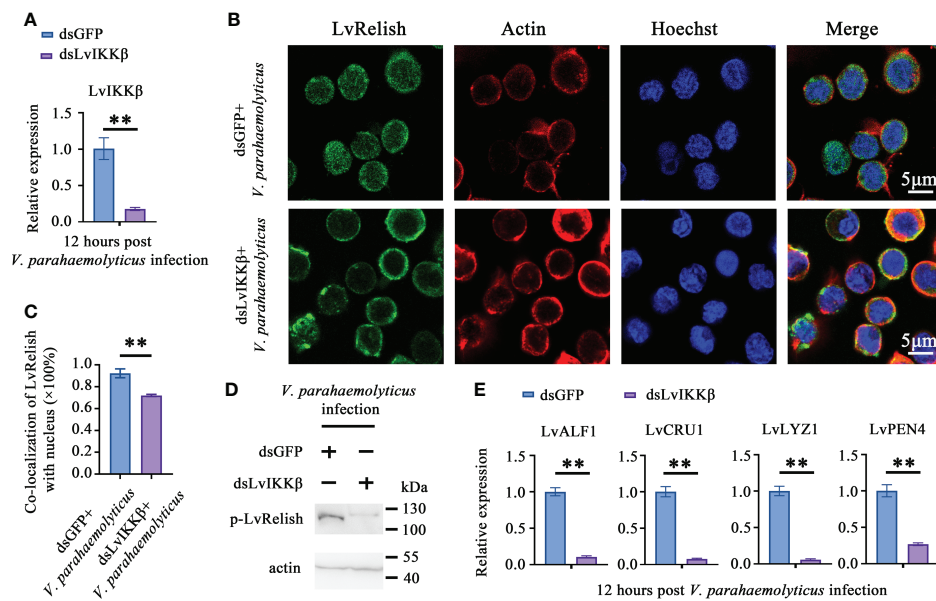 A
dsGFP
dsLvIKKβ
LvIKKβ
**
1.5
1.0
0.5
0.0
Relative expression
12 hours post
V. parahaemolyticus infection
B
LvRelish
Actin
Hoechst
Merge
dsGFP+
V. parahaemolyticus
5μm
dsLvIKKβ+
V. parahaemolyticus
5μm
C
Co-localization of LvRelish
with nucleus (×100%)
**
1.0
0.8
0.6
0.4
0.2
0.0
dsGFP+
V. parahaemolyticus
dsLvIKKβ+
V. parahaemolyticus
D
V. parahaemolyticus
infection
dsGFP + −
dsLvIKKβ − +
kDa
p-LvRelish
130
100
actin
55
40
E
dsGFP dsLvIKKβ
Relative expression
LvALF1
**
1.5
1.0
0.5
0.0
LvCRU1
**
1.5
1.0
0.5
0.0
LvLYZ1
**
1.5
1.0
0.5
0.0
LvPEN4
**
1.5
1.0
0.5
0.0
12 hours post V. parahaemolyticus infection